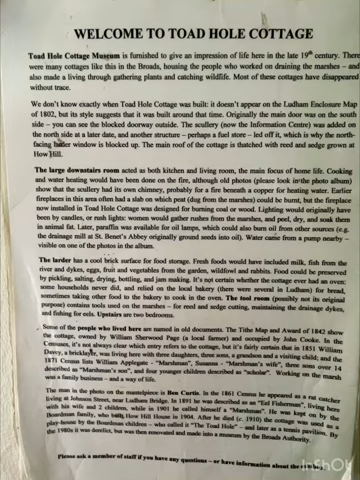 WELCOME TO TOAD HOLE COTTAGE
Toad Hole Cottage Museum is furnished to give an impression of life here in the late 19th century. There
were many cottages like this in the Broads, housing the people who worked on draining the marshes – and
also made a living through gathering plants and catching wildlife. Most of these cottages have disappeared
without trace.
We don't know exactly when Toad Hole Cottage was built: it doesn't appear on the Ludham Enclosure Map
of 1802, but its style suggests that it was built around that time. Originally the main door was on the south
side – you can see the blocked doorway outside. The scullery (now the Information Centre) was added on
the north side at a later date, and another structure – perhaps a fuel store – led off it, which is why the north-
facing larder window is blocked up. The main roof of the cottage is thatched with reed and sedge grown at
How Hill.
The large downstairs room acted as both kitchen and living room, the main focus of home life. Cooking
and water heating would have been done on the fire, although old photos (please look in the photo album)
show that the scullery had its own chimney, probably for a fire beneath a copper for heating water. Earlier
fireplaces in this area often had a slab on which peat (dug from the marshes) could be burnt, but the fireplace
now installed in Toad Hole Cottage was designed for burning coal or wood. Lighting would originally have
been by candles, or rush lights: women would gather rushes from the marshes, and peel, dry, and soak them
in animal fat. Later, paraffin was available for oil lamps, which could also burn oil from other sources (e.g.
the drainage mill at St. Benet's Abbey originally ground seeds into oil). Water came from a pump nearby –
visible on one of the photos in the album.
The larder has a cool brick surface for food storage. Fresh foods would have included milk, fish from the
river and dykes, eggs, fruit and vegetables from the garden, wildfowl and rabbits. Food could be preserved
by pickling, salting, drying, bottling, and jam making. It's not certain whether the cottage ever had an oven;
some households never did, and relied on the local bakery (there were several in Ludham) for bread,
sometimes taking other food to the bakery to cook in the oven. The tool room (possibly not its original
purpose) contains tools used on the marshes – for reed and sedge cutting, maintaining the drainage dykes,
and fishing for eels. Upstairs are two bedrooms.
Some of the people who lived here are named in old documents. The Tithe Map and Award of 1842 show
the cottage, owned by William Sherwood Page (a local farmer) and occupied by John Cooke. In the
Censuses, it's not always clear which entry refers to the cottage, but it's fairly certain that in 1851 William
Davey, a bricklayer, was living here with three daughters, three sons, a grandson and a visiting child; and the
1871 Census lists William Applegate - "Marshman", Susanna - "Marshman's wife", three sons over 14
described as "Marshman's son", and four younger children described as "scholar". Working on the marsh
was a family business – and a way of life.
The man in the photo on the mantelpiece is Ben Curtis. In the 1861 Census he appeared as a rat catcher
living at Johnson Street, near Ludham Bridge. In 1891 he was described as an "Eel Fisherman", living here
with his wife and 2 children, while in 1901 he called himself a "Marshman". He was kept on by the
Boardman family, who built How Hill House in 1904. After he died (c. 1910) the cottage was used as a
play-house by the Boardman children – who called it "The Toad Hole" – and later as a tennis pavilion. By
the 1980s it was derelict, but was then renovated and made into a museum by the Broads Authority.
Please ask a member of staff if you have any questions – or have information about the